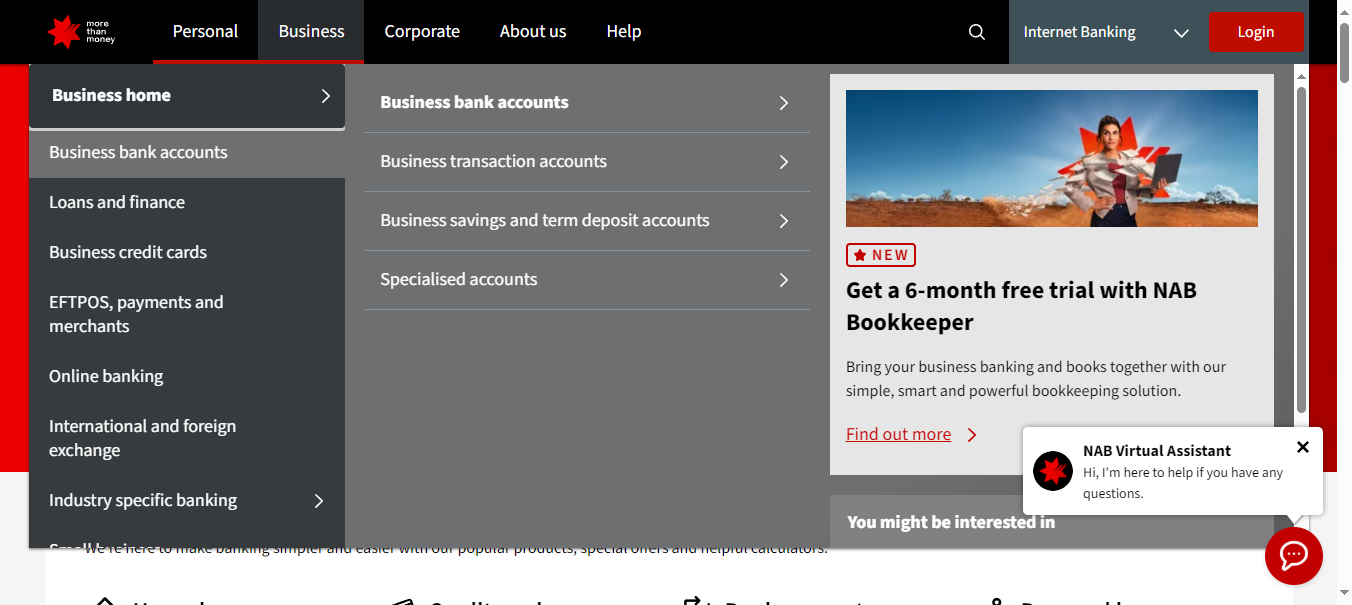 more
than
money
Personal
Business
Corporate
About us
Help
Internet Banking
Login
Business home
Business bank accounts
Loans and finance
Business credit cards
EFTPOS, payments and
merchants
Online banking
International and foreign
exchange
Industry specific banking
Business bank accounts
Business transaction accounts
Business savings and term deposit accounts
Specialised accounts
NEW
Get a 6-month free trial with NAB
Bookkeeper
Bring your business banking and books together with our
simple, smart and powerful bookkeeping solution.
Find out more
You might be interested in
NAB Virtual Assistant
Hi, I'm here to help if you have any
questions.
We're here to make banking simpler and easier with our popular products, special offers and helpful calculators.